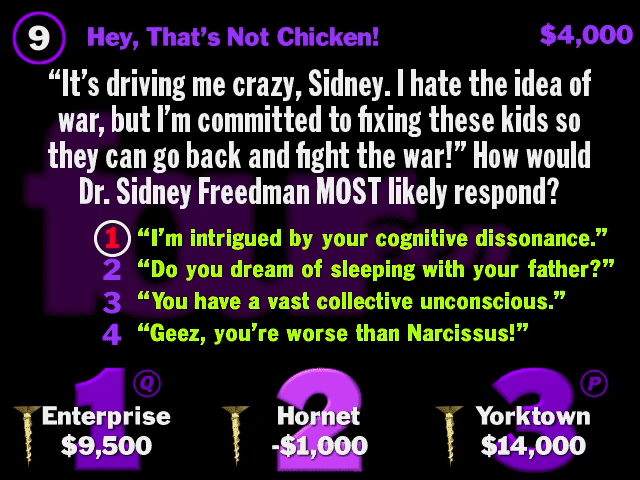 9 Hey, That's Not Chicken! $4,000
“It's driving me crazy, Sidney. I hate the idea of
war, but I'm committed to fixing these kids so
they can go back and fight the war!” How would
Dr. Sidney Freedman MOST likely respond?
1 “I'm intrigued by your cognitive dissonance.”
2 “Do you dream of sleeping with your father?”
3 “You have a vast collective unconscious.”
4 “Geez, you're worse than Narcissus!”
1 Q 2 3 P
Enterprise Hornet Yorktown
$9,500 -$1,000 $14,000